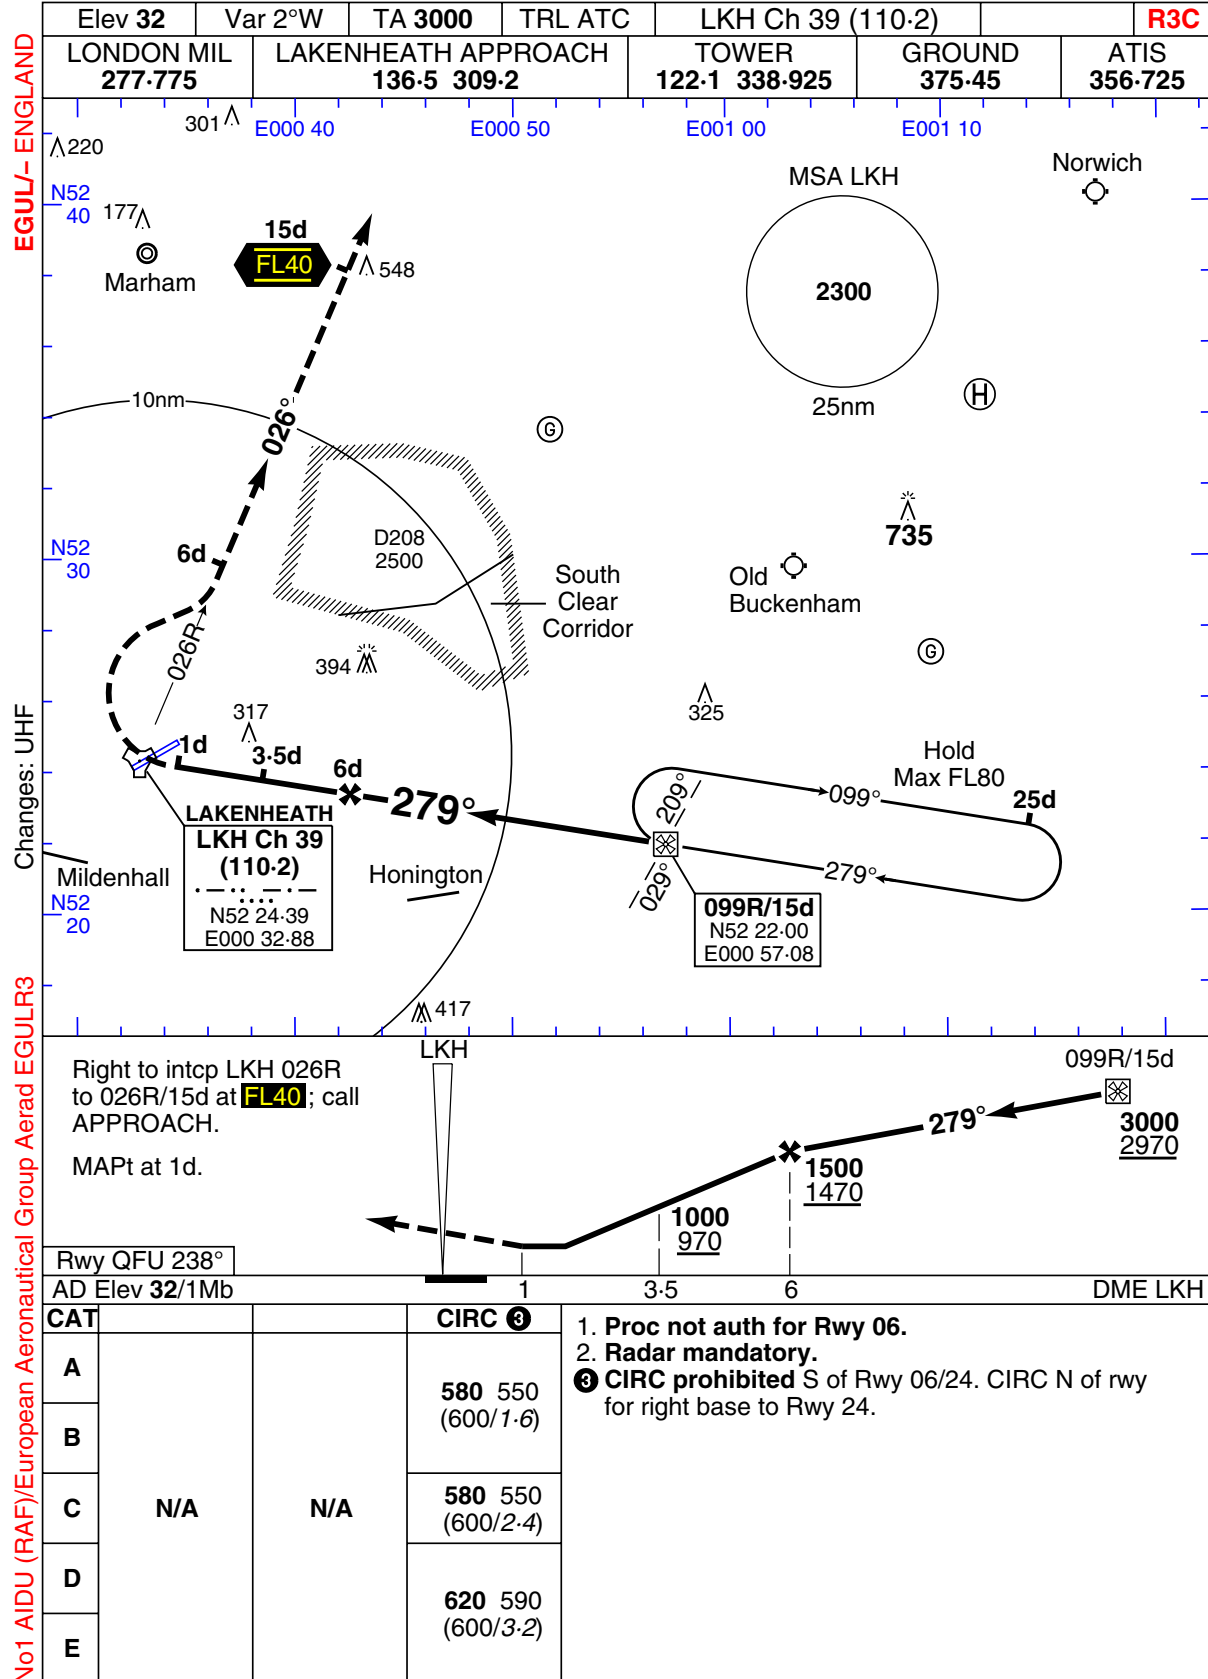 Elev 32 Var 2°W TA 3000 TRL ATC LKH Ch 39 (110·2) R3C
LONDON MIL
277·775
LAKENHEATH APPROACH
136·5 309·2
TOWER
122·1 338·925
GROUND
375·45
ATIS
356·725
EGUL/– ENGLAND
Changes: UHF
No1 AIDU (RAF)/European Aeronautical Group Aerad EGULR3
E000 40
E000 50
E001 00
E001 10
301
220
N52
40
177
Marham
15d
FL40
548
MSA LKH
2300
25nm
Norwich
H
10nm
026°
G
D208
2500
735
N52
30
6d
South
Clear
Corridor
Old
Buckenham
026R
394
G
325
317
1d
3·5d
6d
279°
Hold
Max FL80
209°
099°
25d
029°
279°
LAKENHEATH
LKH Ch 39
(110·2)
N52 24·39
E000 32·88
Mildenhall
Honington
N52
20
099R/15d
N52 22·00
E000 57·08
417
Right to intcp LKH 026R
to 026R/15d at FL40 ; call
APPROACH.
MAPt at 1d.
LKH
099R/15d
279°
3000
2970
1500
1470
1000
970
Rwy QFU 238°
AD Elev 32/1Mb
1
3·5
6
DME LKH
CAT
CIRC 3
A
B
580 550
(600/1·6)
C
N/A
N/A
580 550
(600/2·4)
D
E
620 590
(600/3·2)
1. Proc not auth for Rwy 06.
2. Radar mandatory.
3 CIRC prohibited S of Rwy 06/24. CIRC N of rwy
for right base to Rwy 24.